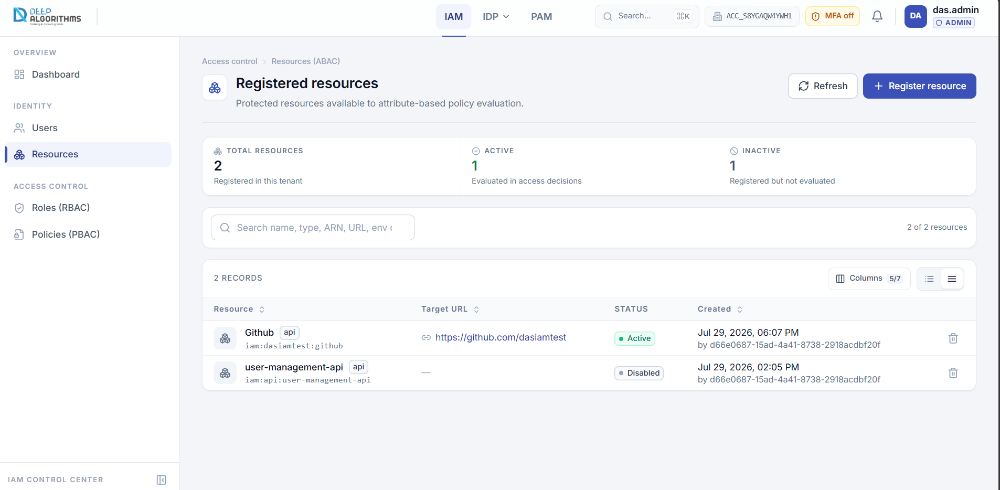 DEEP
ALGORITHMS
Fostering AI, Connecting Minds.
IAM
IDP
PAM
Search...
⌘K
ACC_S8YGAQW4YWH1
MFA off
DA
das.admin
ADMIN
OVERVIEW
Dashboard
IDENTITY
Users
Resources
ACCESS CONTROL
Roles (RBAC)
Policies (PBAC)
IAM CONTROL CENTER
Access control
Resources (ABAC)
Registered resources
Protected resources available to attribute-based policy evaluation.
Refresh
Register resource
TOTAL RESOURCES
2
Registered in this tenant
ACTIVE
1
Evaluated in access decisions
INACTIVE
1
Registered but not evaluated
Search name, type, ARN, URL, env
2 of 2 resources
2 RECORDS
Columns 5/7
Resource
Target URL
STATUS
Created
Github api
iam:dasiamtest:github
https://github.com/dasiamtest
Active
Jul 29, 2026, 06:07 PM
by d66e0687-15ad-4a41-8738-2918acdbf20f
user-management-api api
iam:api:user-management-api
—
Disabled
Jul 29, 2026, 02:05 PM
by d66e0687-15ad-4a41-8738-2918acdbf20f